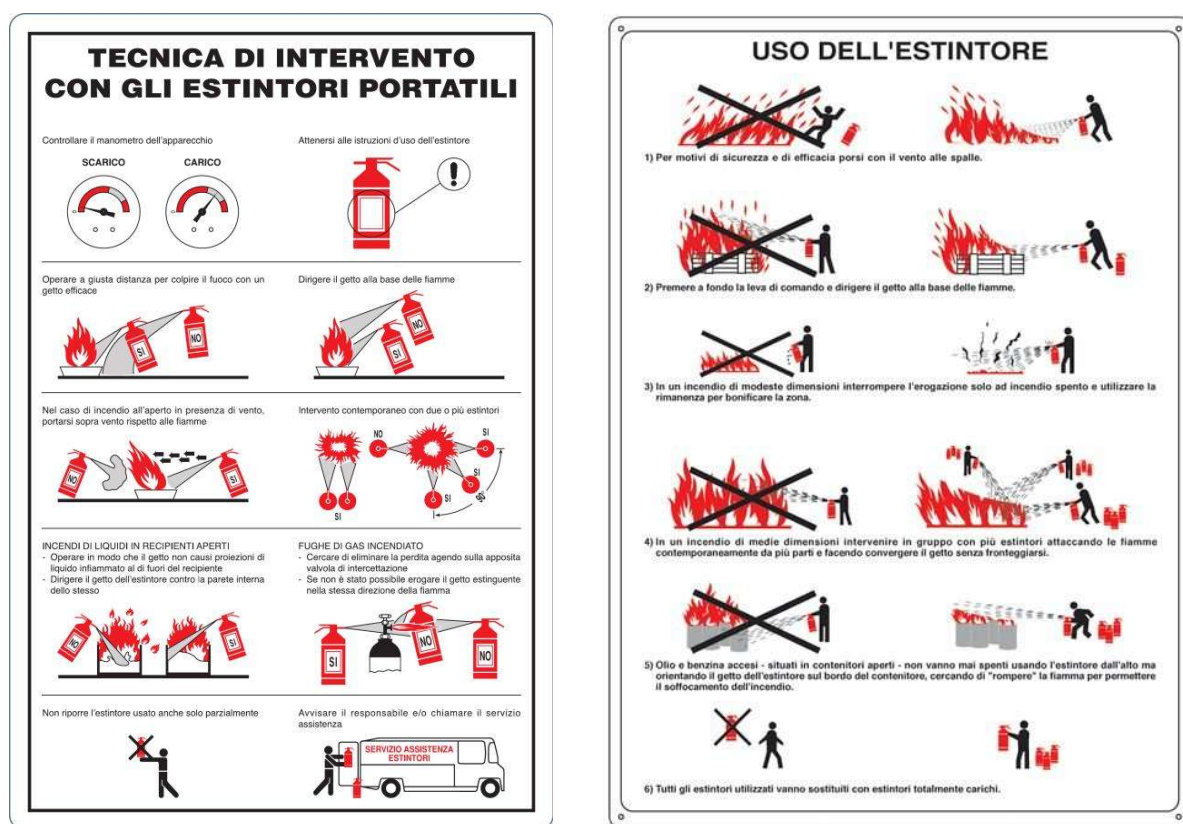 TECNICA DI INTERVENTO
CON GLI ESTINTORI PORTATILI
Controllare il manometro dell'apparecchio
SCARICO
CARICO
Attenersi alle istruzioni d'uso dell'estintore
!
Operare a giusta distanza per colpire il fuoco con un
getto efficace
SI
NO
Dirigere il getto alla base delle fiamme
NO
SI
Nel caso di incendio all'aperto in presenza di vento,
portarsi sopra vento rispetto alle fiamme
NO
SI
Intervento contemporaneo con due o più estintori
NO
SI
SI
SI
SI
INCENDI DI LIQUIDI IN RECIPIENTI APERTI
- Operare in modo che il getto non causi proiezioni di
liquido infiammato al di fuori del recipiente
- Dirigere il getto dell'estintore contro la parete interna
dello stesso
NO
SI
FUGHE DI GAS INCENDIATO
- Cercare di eliminare la perdita agendo sulla apposita
valvola di intercettazione
- Se non è stato possibile erogare il getto estinguente
nella stessa direzione della fiamma
SI
NO
NO
Non riporre l'estintore usato anche solo parzialmente
Avvisare il responsabile e/o chiamare il servizio
assistenza
SERVIZIO ASSISTENZA
ESTINTORI
USO DELL'ESTINTORE
1) Per motivi di sicurezza e di efficacia porsi con il vento alle spalle.
2) Premere a fondo la leva di comando e dirigere il getto alla base delle fiamme.
3) In un incendio di modeste dimensioni interrompere l'erogazione solo ad incendio spento e utilizzare la
rimanenza per bonificare la zona.
4) In un incendio di medie dimensioni intervenire in gruppo con più estintori attaccando le fiamme
contemporaneamente da più parti e facendo convergere il getto senza fronteggiarsi.
5) Olio e benzina accesi - situati in contenitori aperti - non vanno mai spenti usando l'estintore dall'alto ma
orientando il getto dell'estintore sul bordo del contenitore, cercando di "rompere" la fiamma per permettere
il soffocamento dell'incendio.
6) Tutti gli estintori utilizzati vanno sostituiti con estintori totalmente carichi.